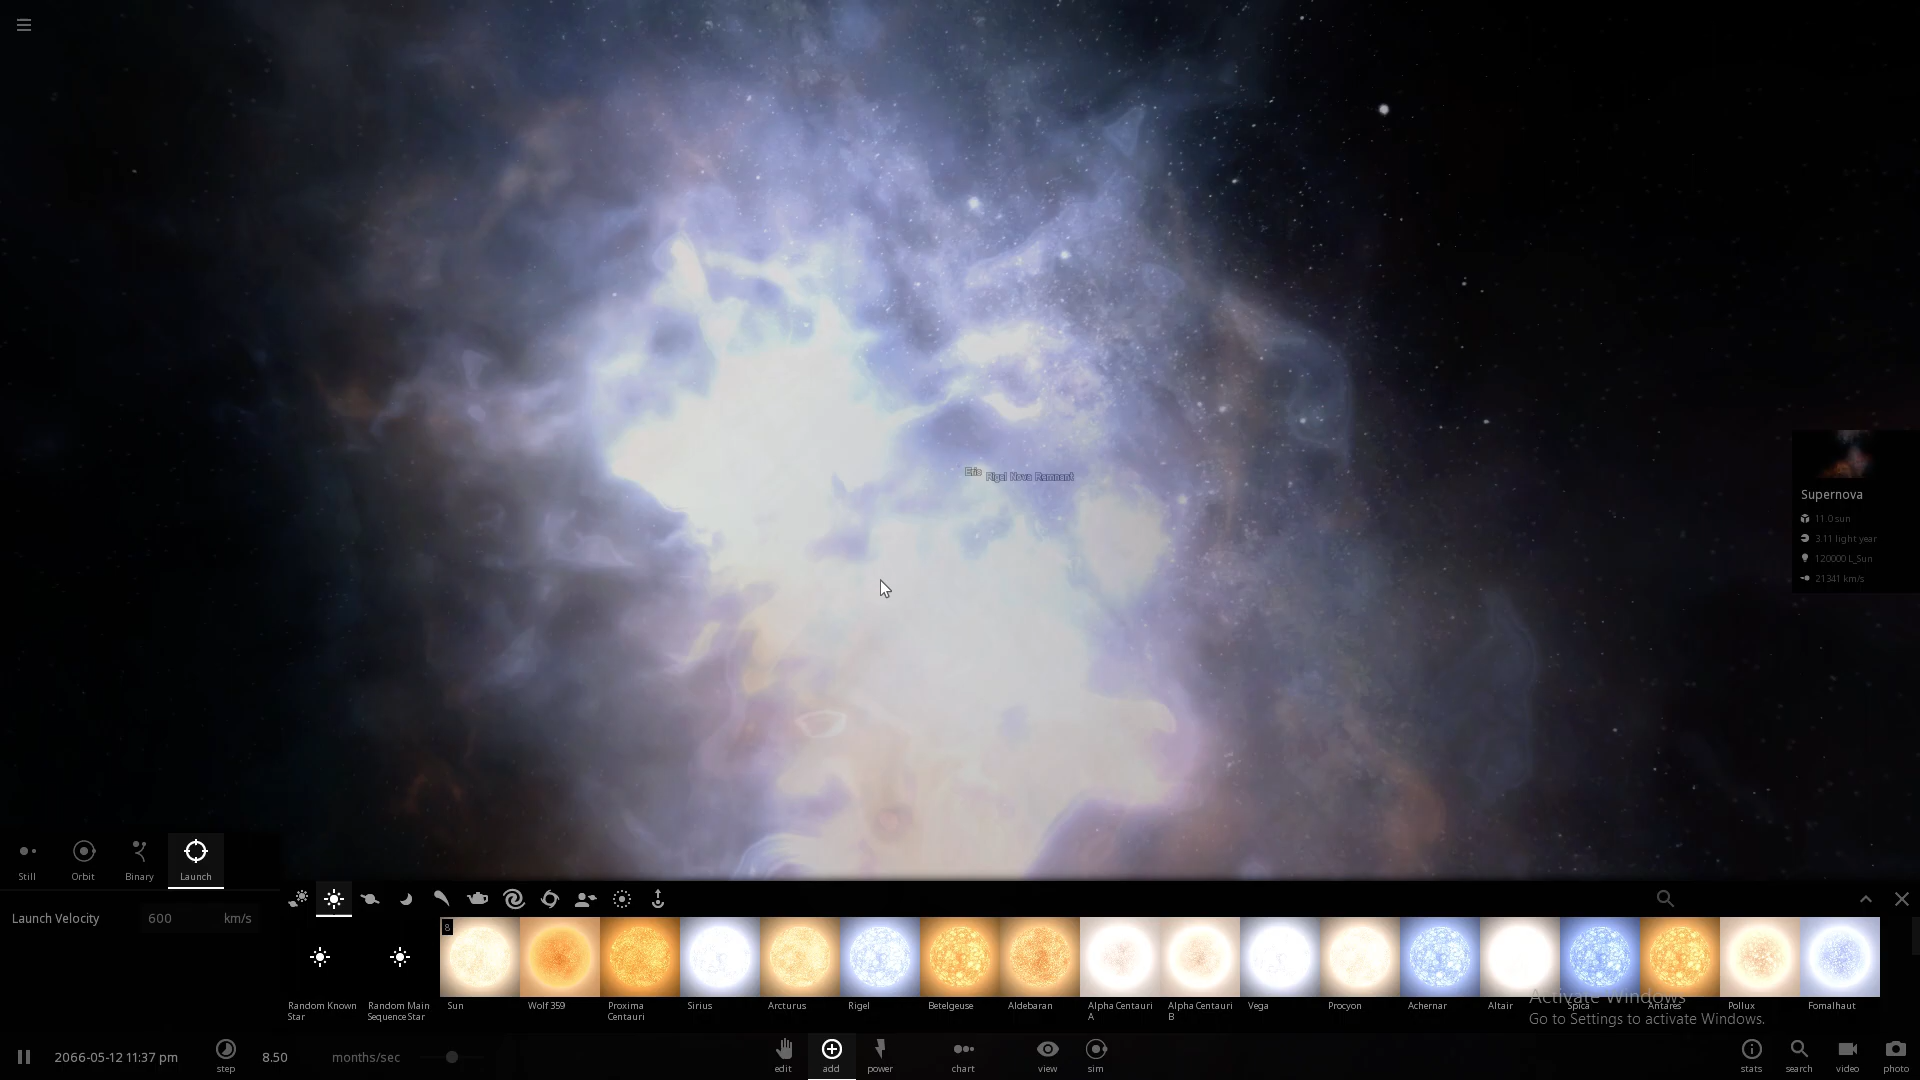 Eris
Rigel Nova Remnant
Supernova
11.0 sun
3.11 light year
120000 L_Sun
21341 km/s
Still
Orbit
Binary
Launch
Launch Velocity
600
km/s
8
Random Known
Star
Random Main
Sequence Star
Sun
Wolf 359
Proxima
Centauri
Sirius
Arcturus
Rigel
Betelgeuse
Aldebaran
Alpha Centauri
A
Alpha Centauri
B
Vega
Procyon
Achernar
Altair
Spica
Antares
Pollux
Fomalhaut
Activate Windows
Go to Settings to activate Windows.
2066-05-12 11:37 pm
step
8.50
months/sec
edit
add
power
chart
view
sim
stats
search
video
photo